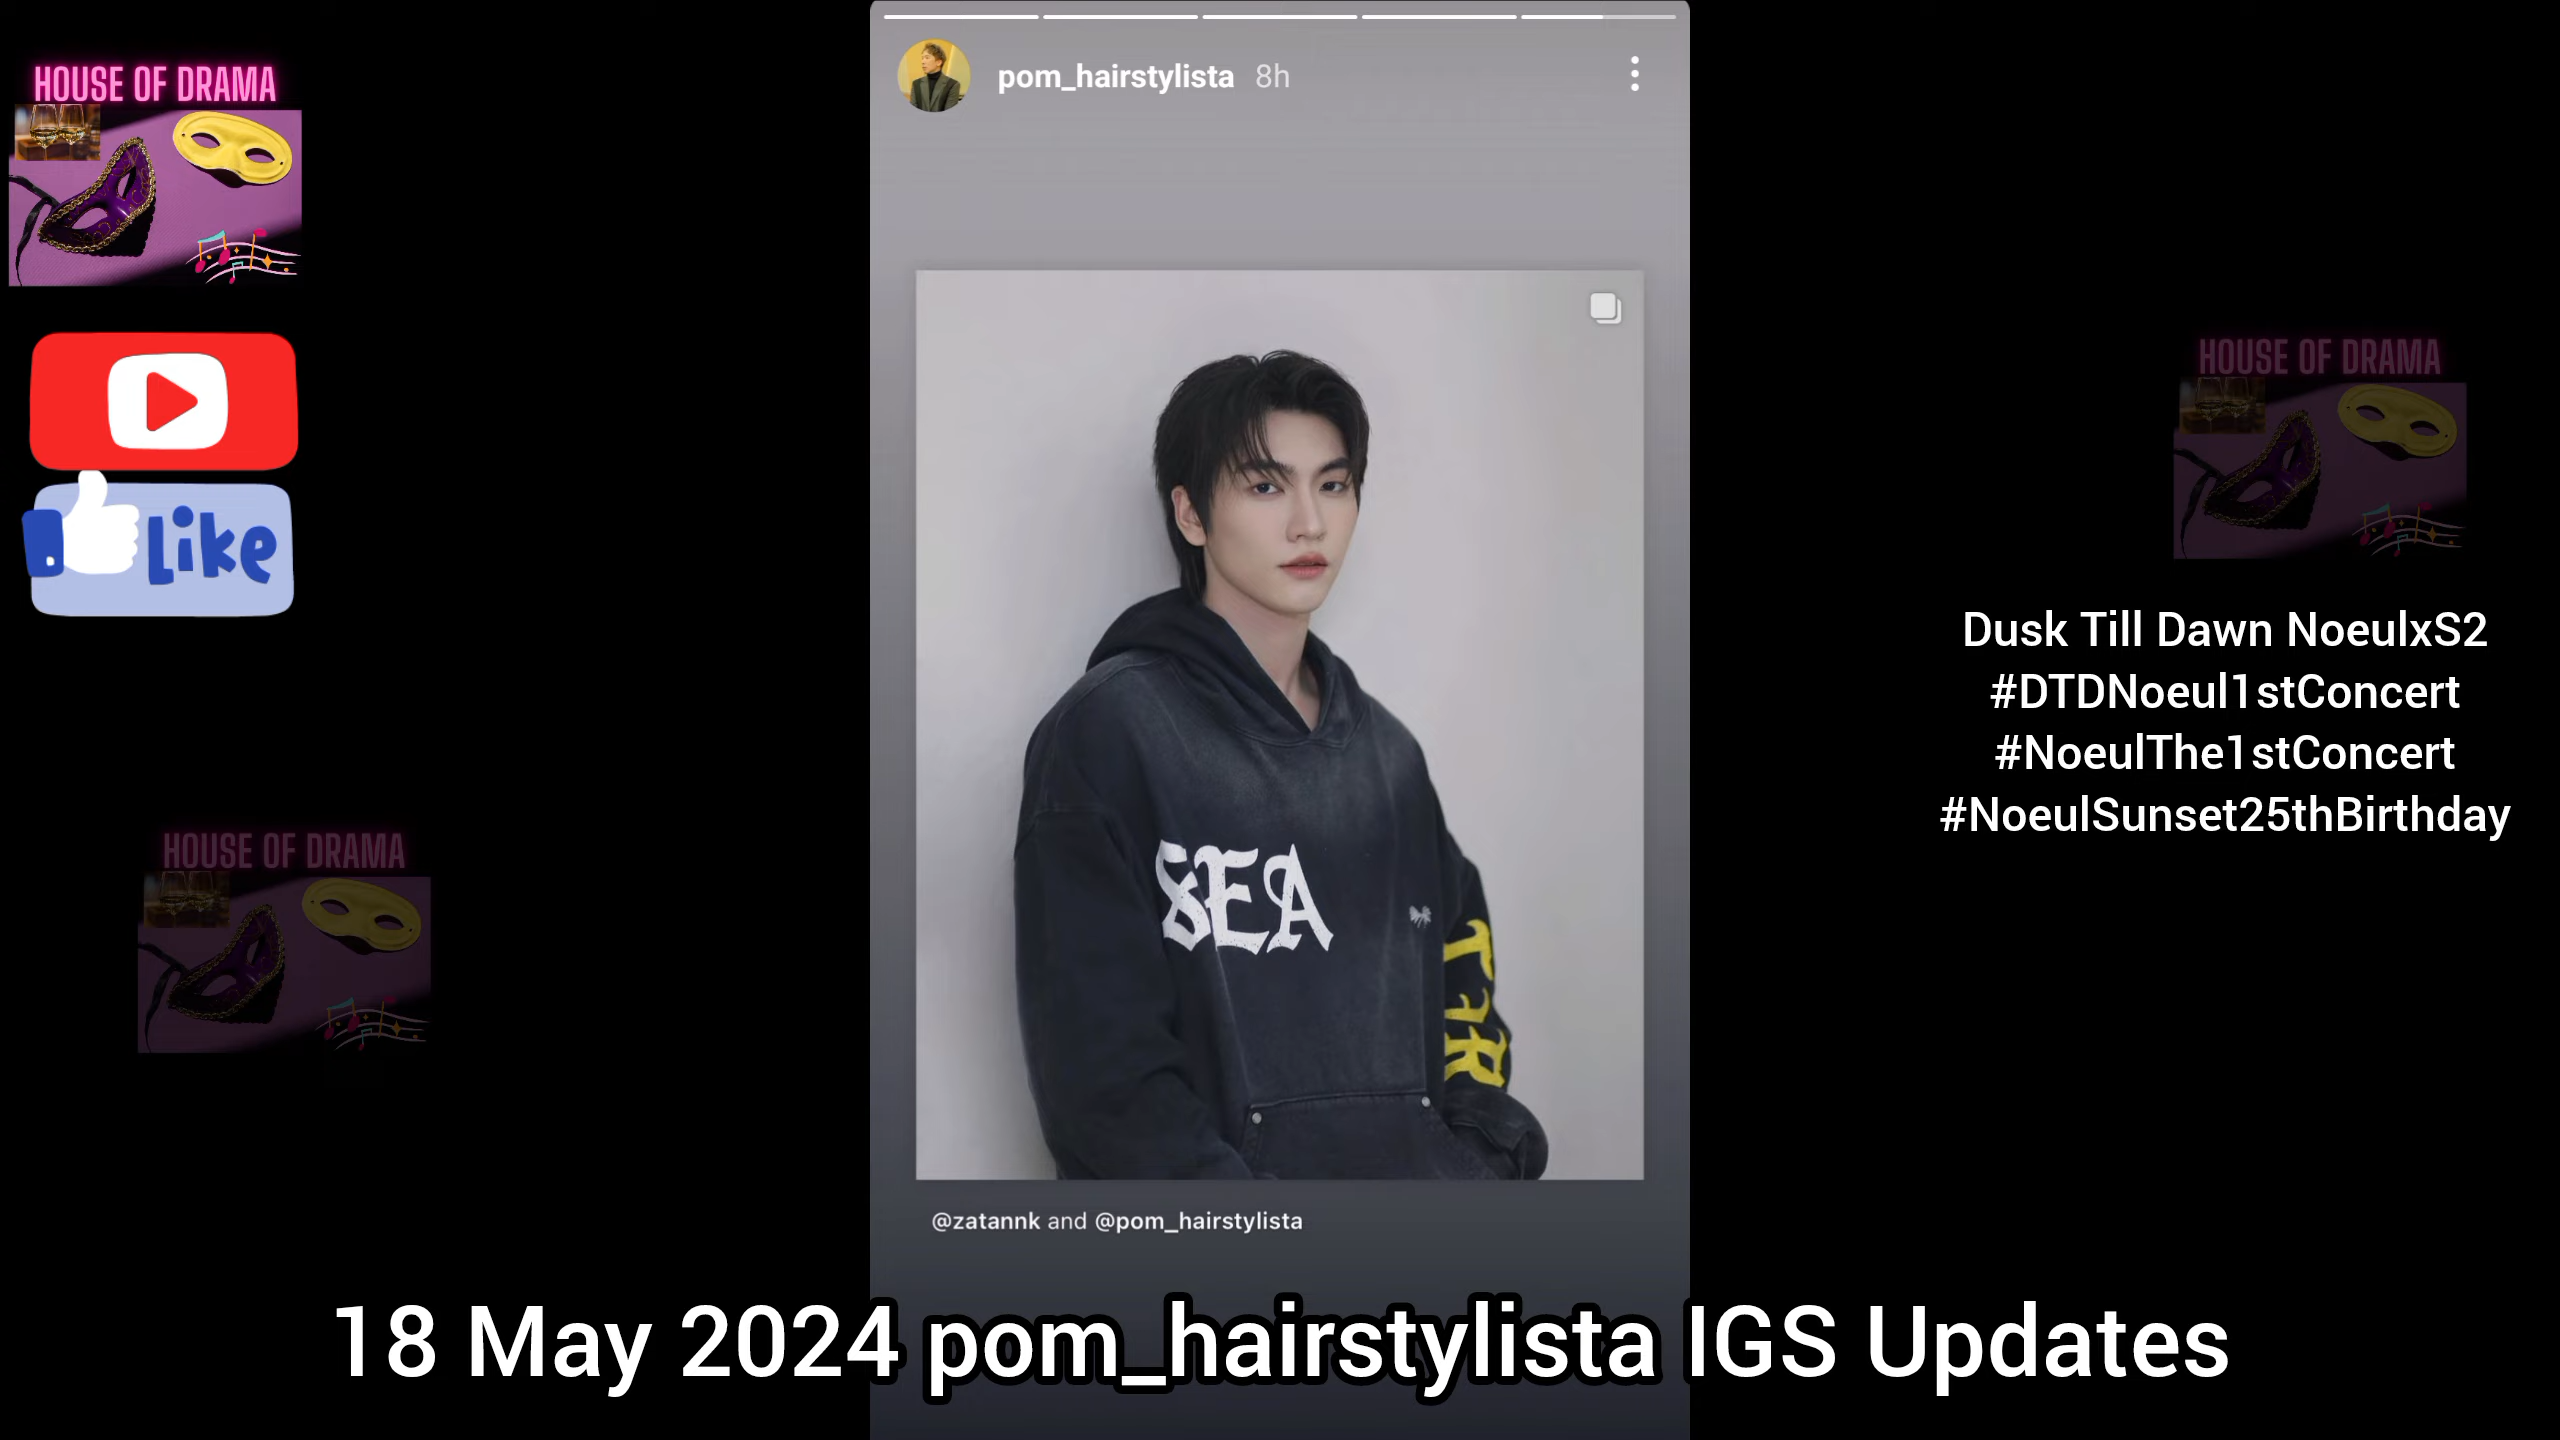 HOUSE OF DRAMA
Like
pom_hairstylista 8h
SEA
TER
@zatannk and @pom_hairstylista
HOUSE OF DRAMA
Dusk Till Dawn NoeulxS2
#DTDNoeul1stConcert
#NoeulThe1stConcert
#NoeulSunset25thBirthday
HOUSE OF DRAMA
18 May 2024 pom_hairstylista IGS Updates